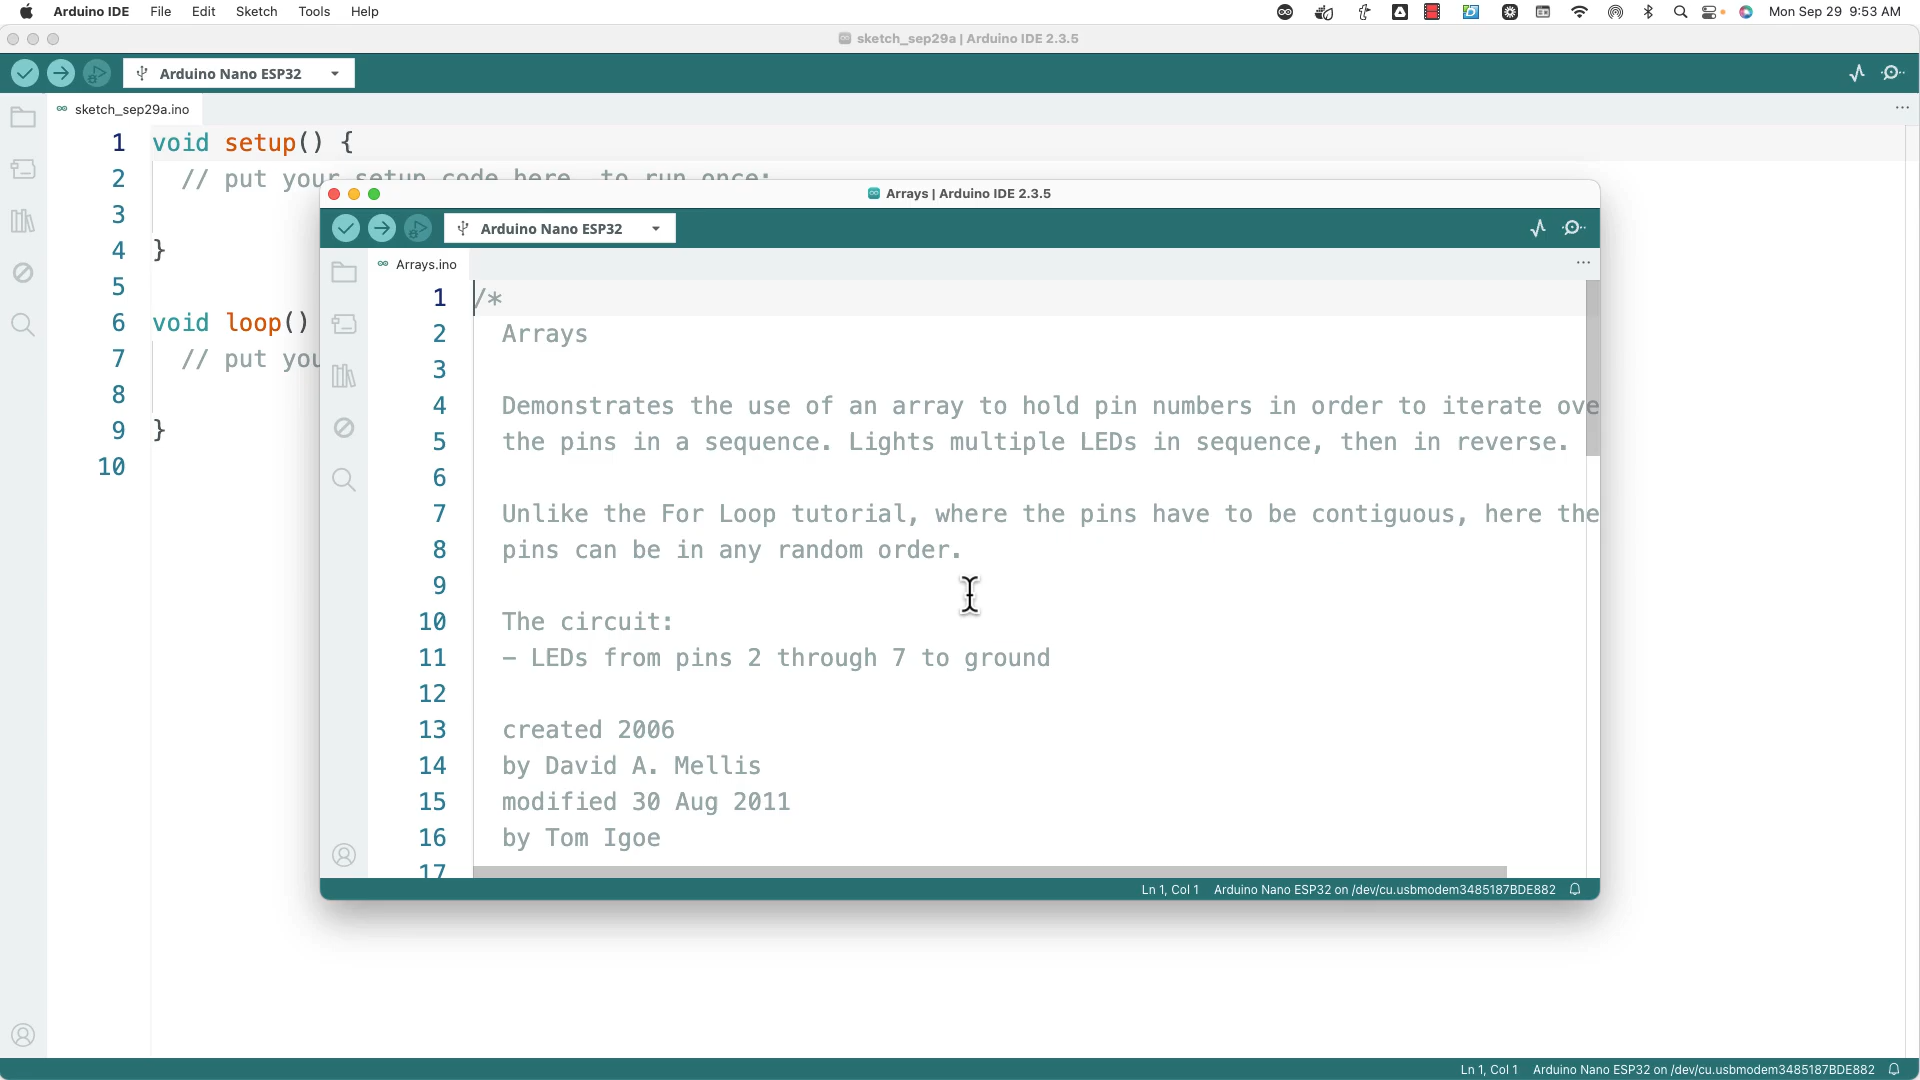 Arduino IDE File Edit Sketch Tools Help Mon Sep 29 9:53 AM
sketch_sep29a | Arduino IDE 2.3.5
Arduino Nano ESP32
sketch_sep29a.ino
1 void setup() {
2 // put your setup code here, to run once:
3
4 }
5
6 void loop()
7 // put you
8
9 }
10
Arrays | Arduino IDE 2.3.5
Arduino Nano ESP32
Arrays.ino
1 /*
2 Arrays
3
4 Demonstrates the use of an array to hold pin numbers in order to iterate ove
5 the pins in a sequence. Lights multiple LEDs in sequence, then in reverse.
6
7 Unlike the For Loop tutorial, where the pins have to be contiguous, here the
8 pins can be in any random order.
9
10 The circuit:
11 – LEDs from pins 2 through 7 to ground
12
13 created 2006
14 by David A. Mellis
15 modified 30 Aug 2011
16 by Tom Igoe
17
Ln 1, Col 1 Arduino Nano ESP32 on /dev/cu.usbmodem3485187BDE882
Ln 1, Col 1 Arduino Nano ESP32 on /dev/cu.usbmodem3485187BDE882